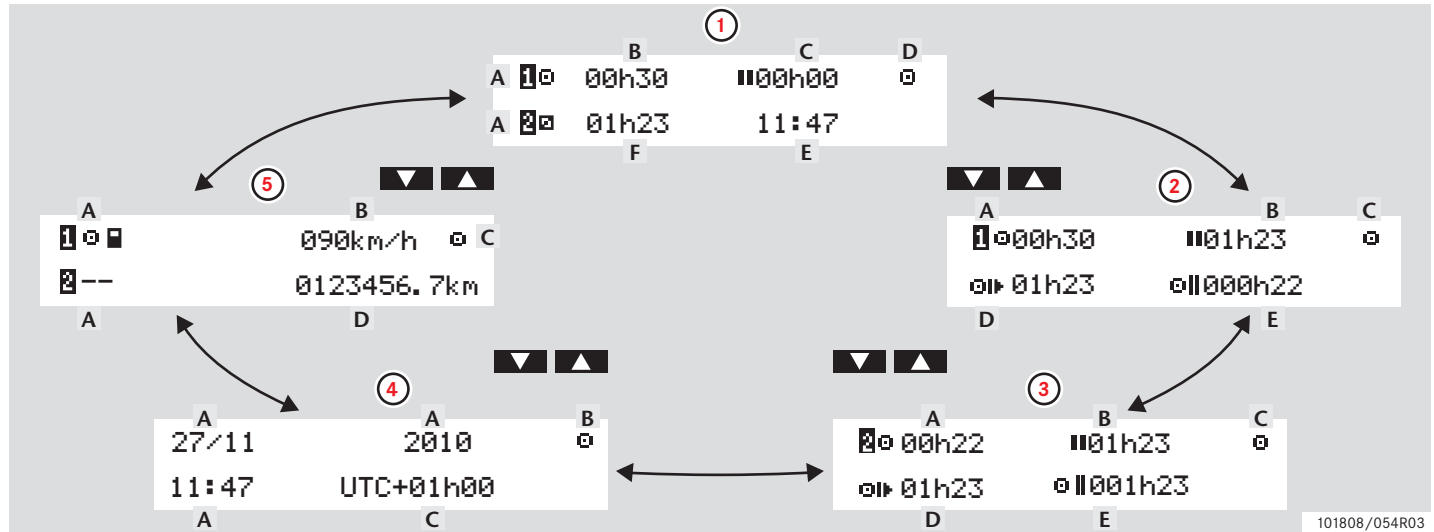 1
B C D
A 1 00h30 00h00
A 2 01h23 11:47
F E
5
A B
1 090km/h C
2-- 0123456.7km
A D
2
A B C
1 00h30 01h23
01h23 000h22
D E
4
A A B
27/11 2010
11:47 UTC+01h00
A C
3
A B C
2 00h22 01h23
01h23 001h23
D E
101808/054R03